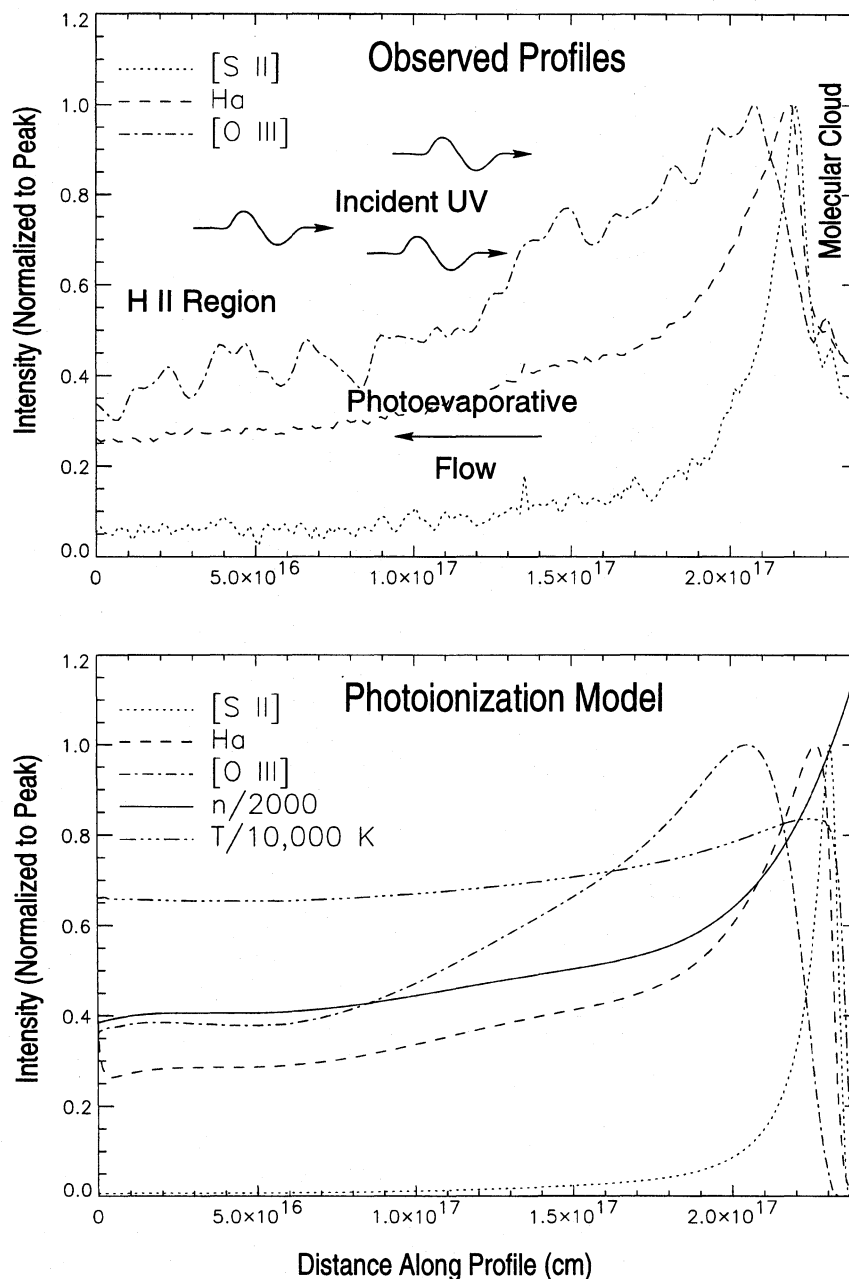 Observed Profiles
[S II]
Ha
[O III]
Incident UV
H II Region
Photoevaporative
Flow
Molecular Cloud
Intensity (Normalized to Peak)
1.2
1.0
0.8
0.6
0.4
0.2
0.0
0
5.0×10^16
1.0×10^17
1.5×10^17
2.0×10^17
Photoionization Model
[S II]
Ha
[O III]
n/2000
T/10,000 K
Intensity (Normalized to Peak)
1.2
1.0
0.8
0.6
0.4
0.2
0.0
0
5.0×10^16
1.0×10^17
1.5×10^17
2.0×10^17
Distance Along Profile (cm)